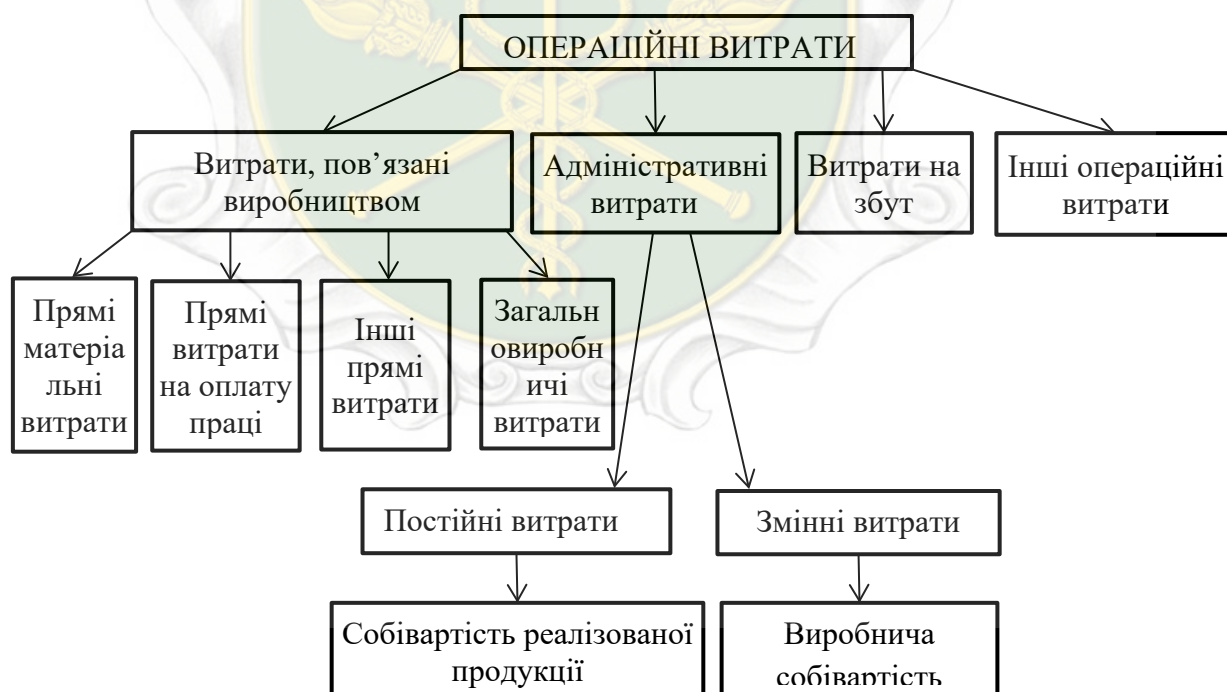 ОПЕРАЦІЙНІ ВИТРАТИ
Витрати, пов’язані
виробництвом
Адміністративні
витрати
Витрати на
збут
Інші операційні
витрати
Прямі
матеріа
льні
витрати
Прямі
витрати
на оплату
праці
Інші
прямі
витрати
Загальн
овиробн
ичі
витрати
Постійні витрати
Змінні витрати
Собівартість реалізованої
продукції
Виробнича
собівартість